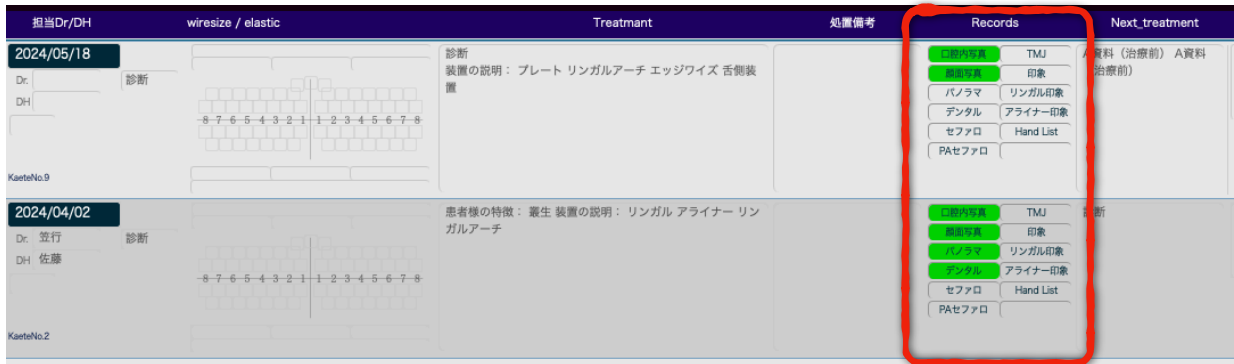 担当Dr/DH wiresize / elastic Treatmant 処置備考 Records Next_treatment
2024/05/18
Dr. 診断
DH
8 7 6 5 4 3 2 1 1 2 3 4 5 6 7 8
KaeteNo.9
診断
装置の説明： プレート リンガルアーチ エッジワイズ 舌側装
置
口腔内写真 TMJ
顔面写真 印象
パノラマ リンガル印象
デンタル アライナー印象
セファロ Hand List
PAセファロ
資料（治療前） A資料
治療前）
2024/04/02
Dr. 笠行 診断
DH 佐藤
8 7 6 5 4 3 2 1 1 2 3 4 5 6 7 8
KaeteNo.2
患者様の特徴： 叢生 装置の説明： リンガル アライナー リン
ガルアーチ
口腔内写真 TMJ
顔面写真 印象
パノラマ リンガル印象
デンタル アライナー印象
セファロ Hand List
PAセファロ
診断